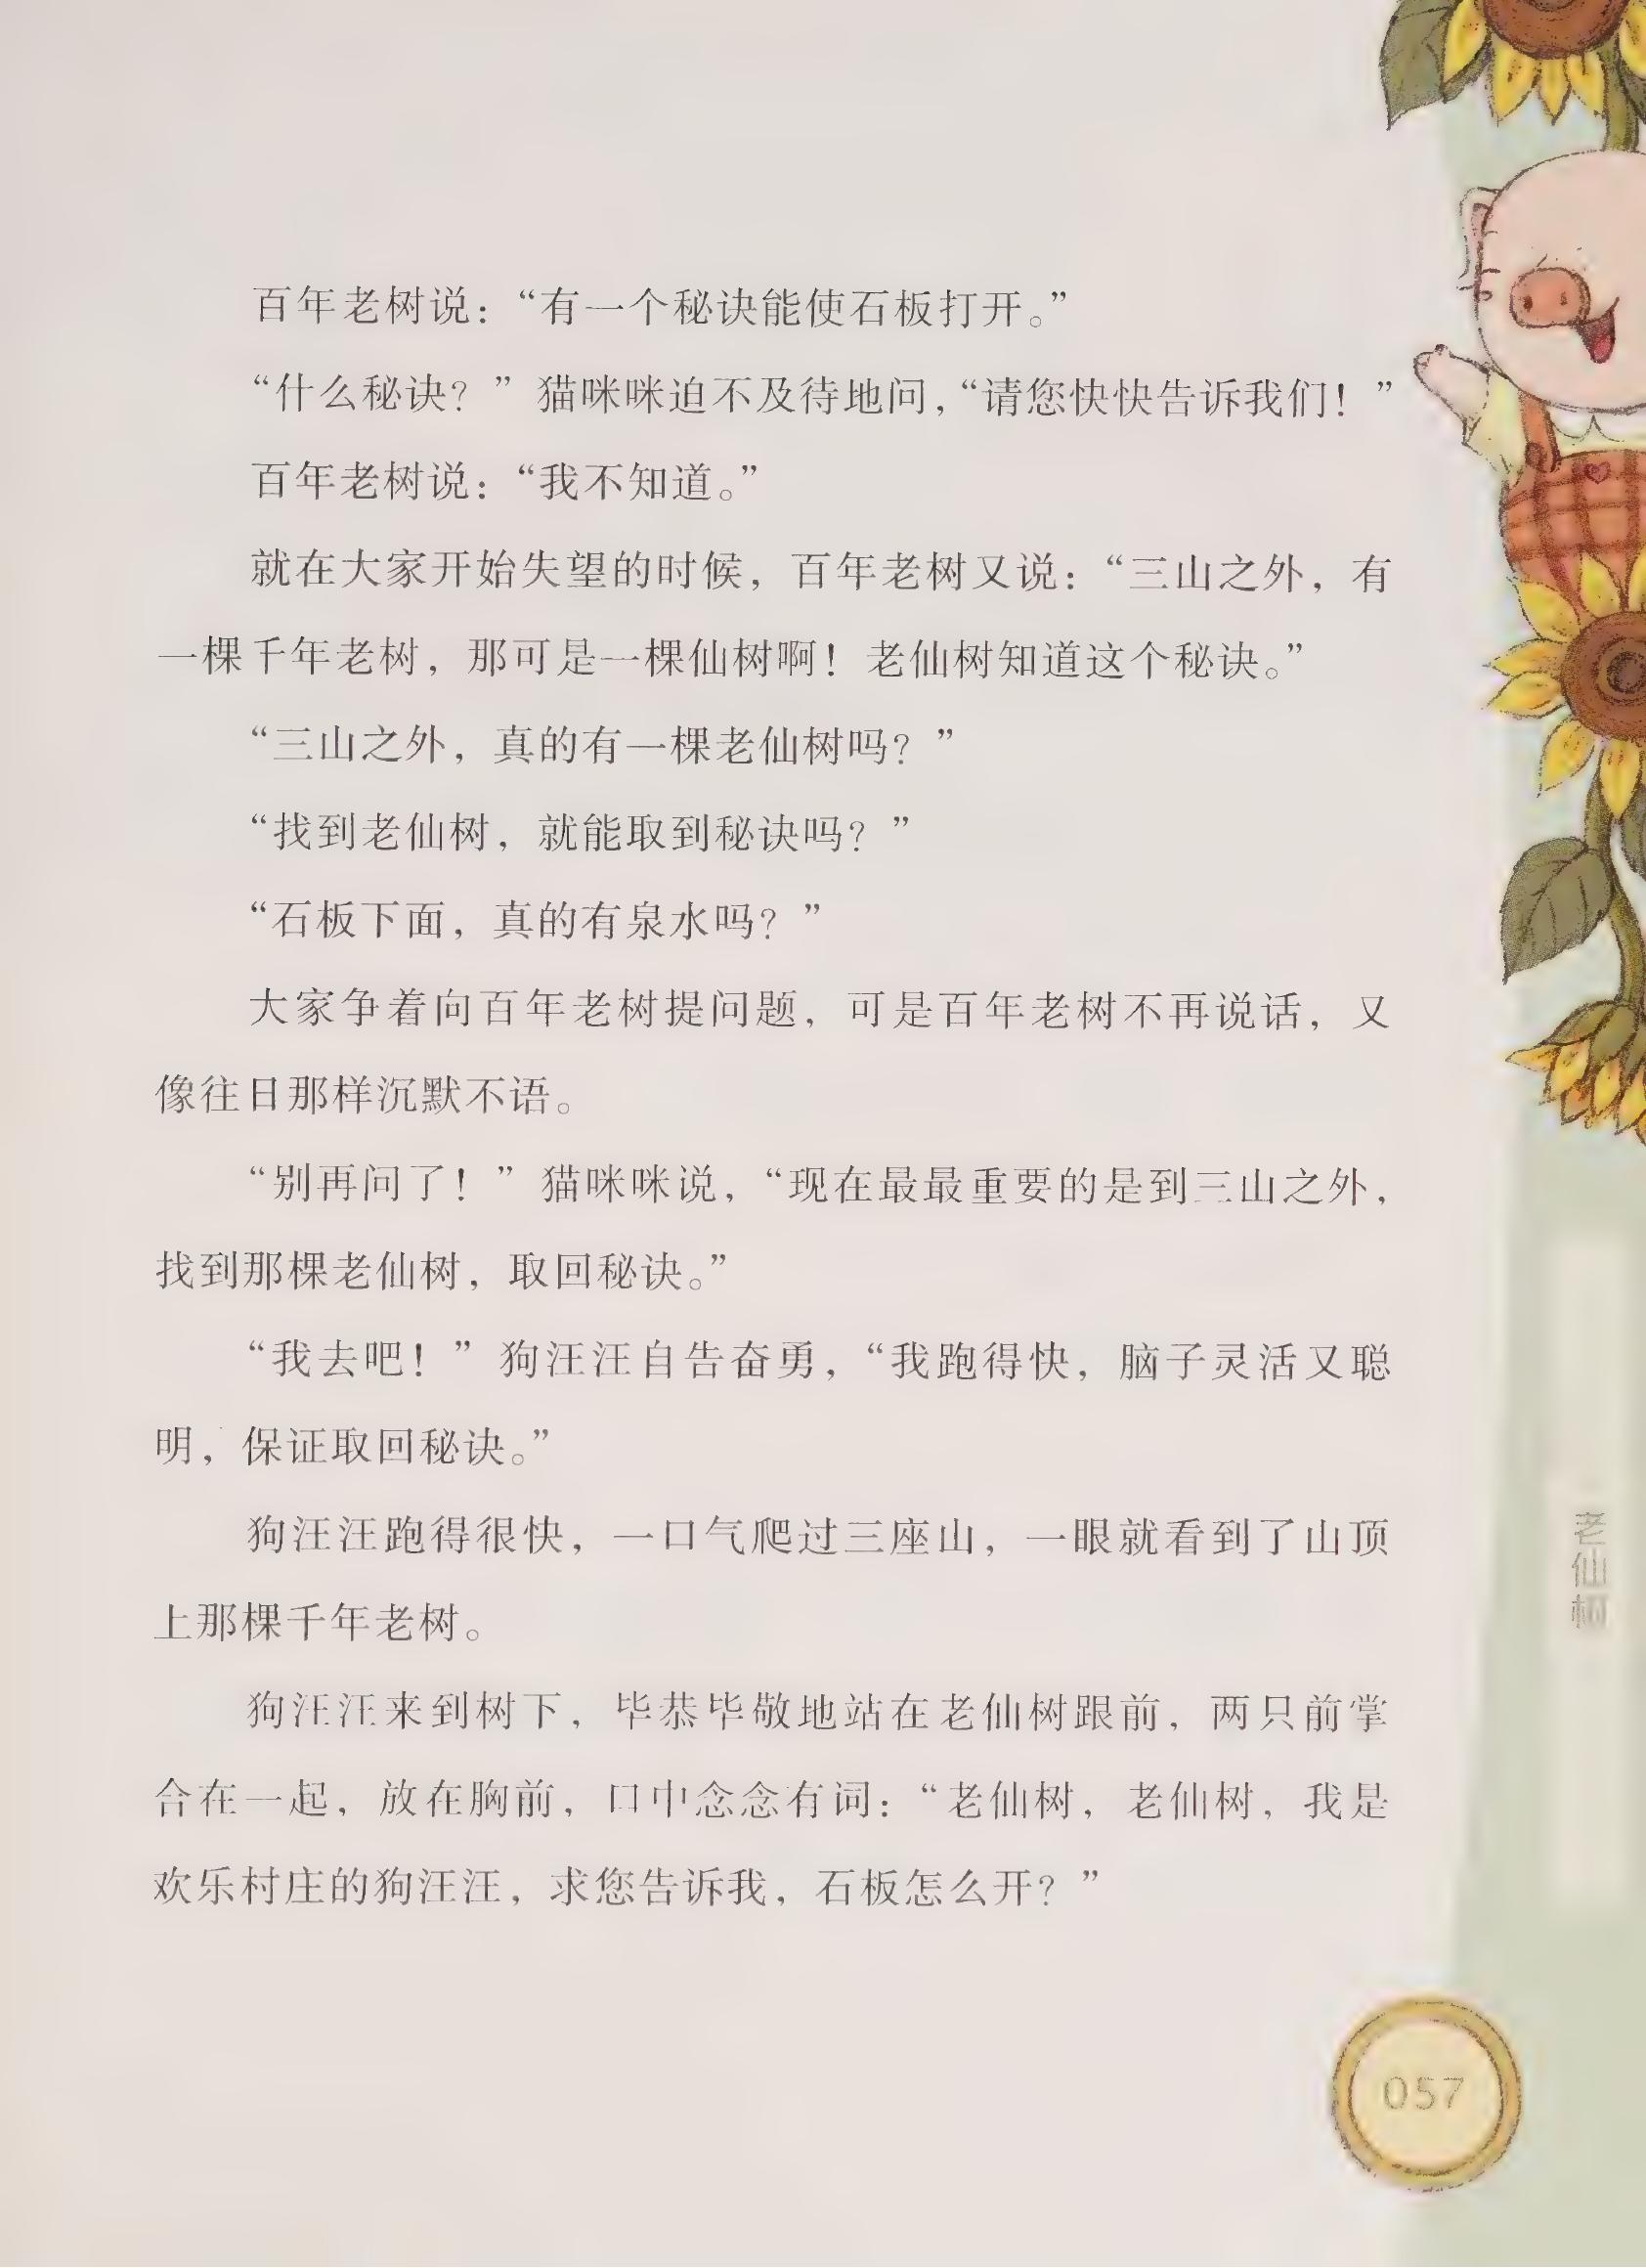 百年老树说：“有一个秘诀能使石板打开。”
“什么秘诀？”猫咪咪迫不及待地问，“请您快快告诉我们！”
百年老树说：“我不知道。”
就在大家开始失望的时候，百年老树又说：“三山之外，有
一棵千年老树，那可是一棵仙树啊！老仙树知道这个秘诀。”
“三山之外，真的有一棵老仙树吗？”
“找到老仙树，就能取到秘诀吗？”
“石板下面，真的有泉水吗？”
大家争着向百年老树提问题，可是百年老树不再说话，又
像往日那样沉默不语。
“别再问了！”猫咪咪说，“现在最最重要的是到三山之外，
找到那棵老仙树，取回秘诀。”
“我去吧！”狗汪汪自告奋勇，“我跑得快，脑子灵活又聪
明，保证取回秘诀。”
狗汪汪跑得很快，一口气爬过三座山，一眼就看到了山顶
上那棵千年老树。
狗汪汪来到树下，毕恭毕敬地站在老仙树跟前，两只前掌
合在一起，放在胸前，口中念念有词：“老仙树，老仙树，我是
欢乐村庄的狗汪汪，求您告诉我，石板怎么开？”
老仙树
057